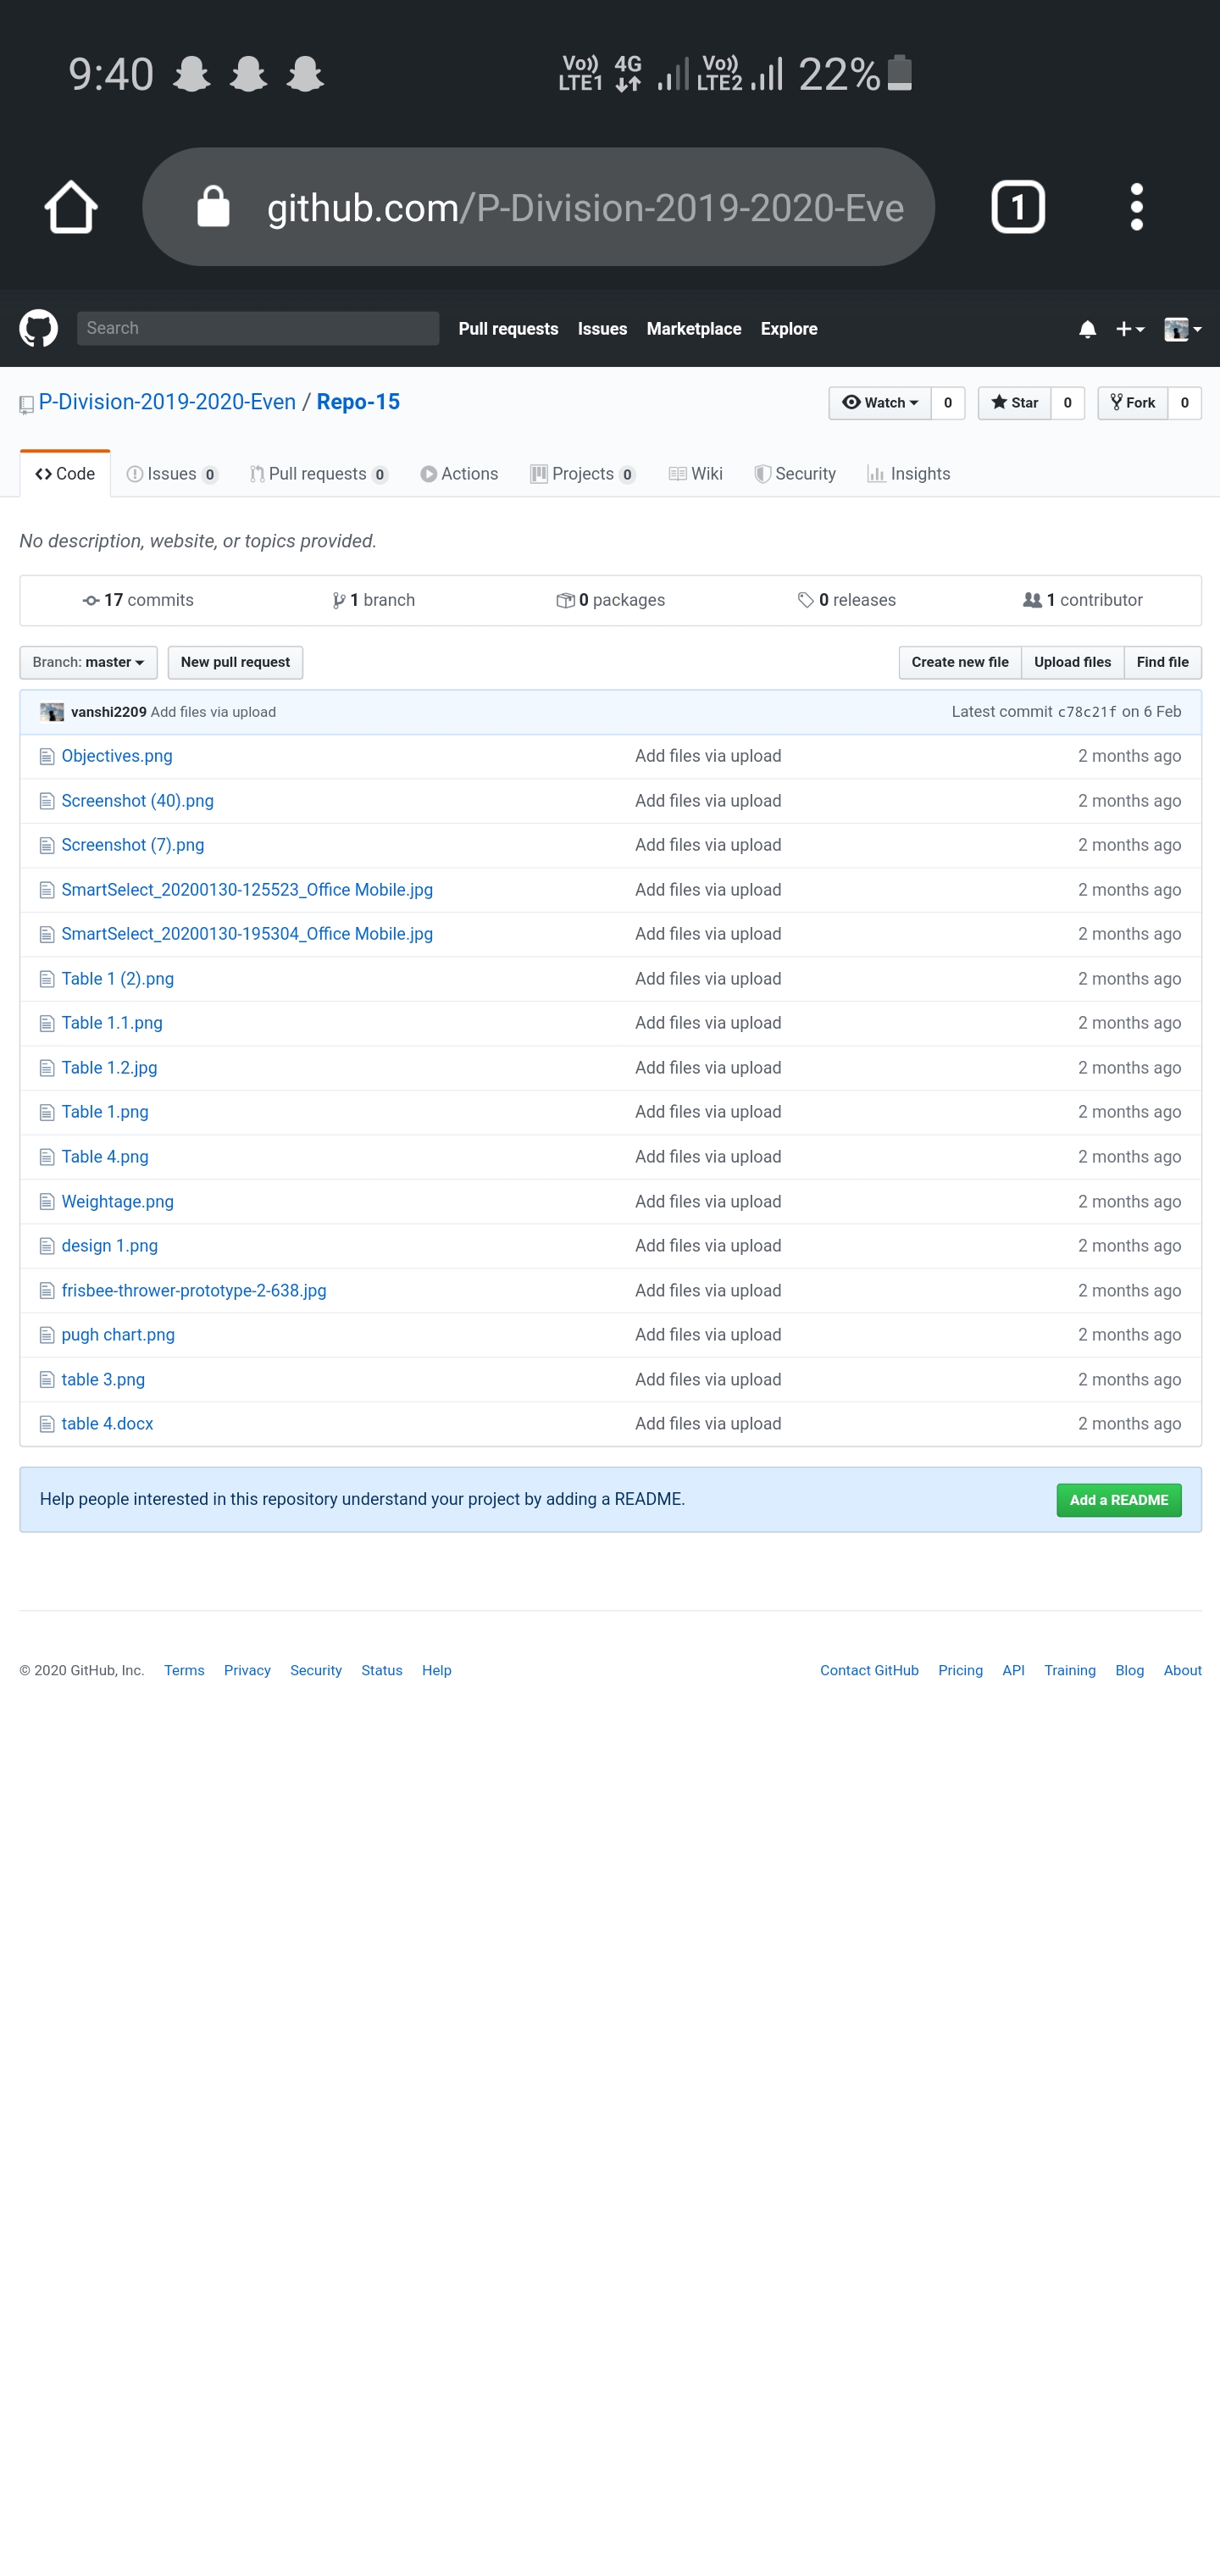 9:40 Vo)) LTE1 4G Vo)) LTE2 22%
github.com/P-Division-2019-2020-Eve 1
Search Pull requests Issues Marketplace Explore
P-Division-2019-2020-Even / Repo-15 Watch 0 Star 0 Fork 0
Code Issues 0 Pull requests 0 Actions Projects 0 Wiki Security Insights
No description, website, or topics provided.
17 commits 1 branch 0 packages 0 releases 1 contributor
Branch: master New pull request Create new file Upload files Find file
vanshi2209 Add files via upload Latest commit c78c21f on 6 Feb
Objectives.png Add files via upload 2 months ago
Screenshot (40).png Add files via upload 2 months ago
Screenshot (7).png Add files via upload 2 months ago
SmartSelect_20200130-125523_Office Mobile.jpg Add files via upload 2 months ago
SmartSelect_20200130-195304_Office Mobile.jpg Add files via upload 2 months ago
Table 1 (2).png Add files via upload 2 months ago
Table 1.1.png Add files via upload 2 months ago
Table 1.2.jpg Add files via upload 2 months ago
Table 1.png Add files via upload 2 months ago
Table 4.png Add files via upload 2 months ago
Weightage.png Add files via upload 2 months ago
design 1.png Add files via upload 2 months ago
frisbee-thrower-prototype-2-638.jpg Add files via upload 2 months ago
pugh chart.png Add files via upload 2 months ago
table 3.png Add files via upload 2 months ago
table 4.docx Add files via upload 2 months ago
Help people interested in this repository understand your project by adding a README. Add a README
© 2020 GitHub, Inc. Terms Privacy Security Status Help Contact GitHub Pricing API Training Blog About